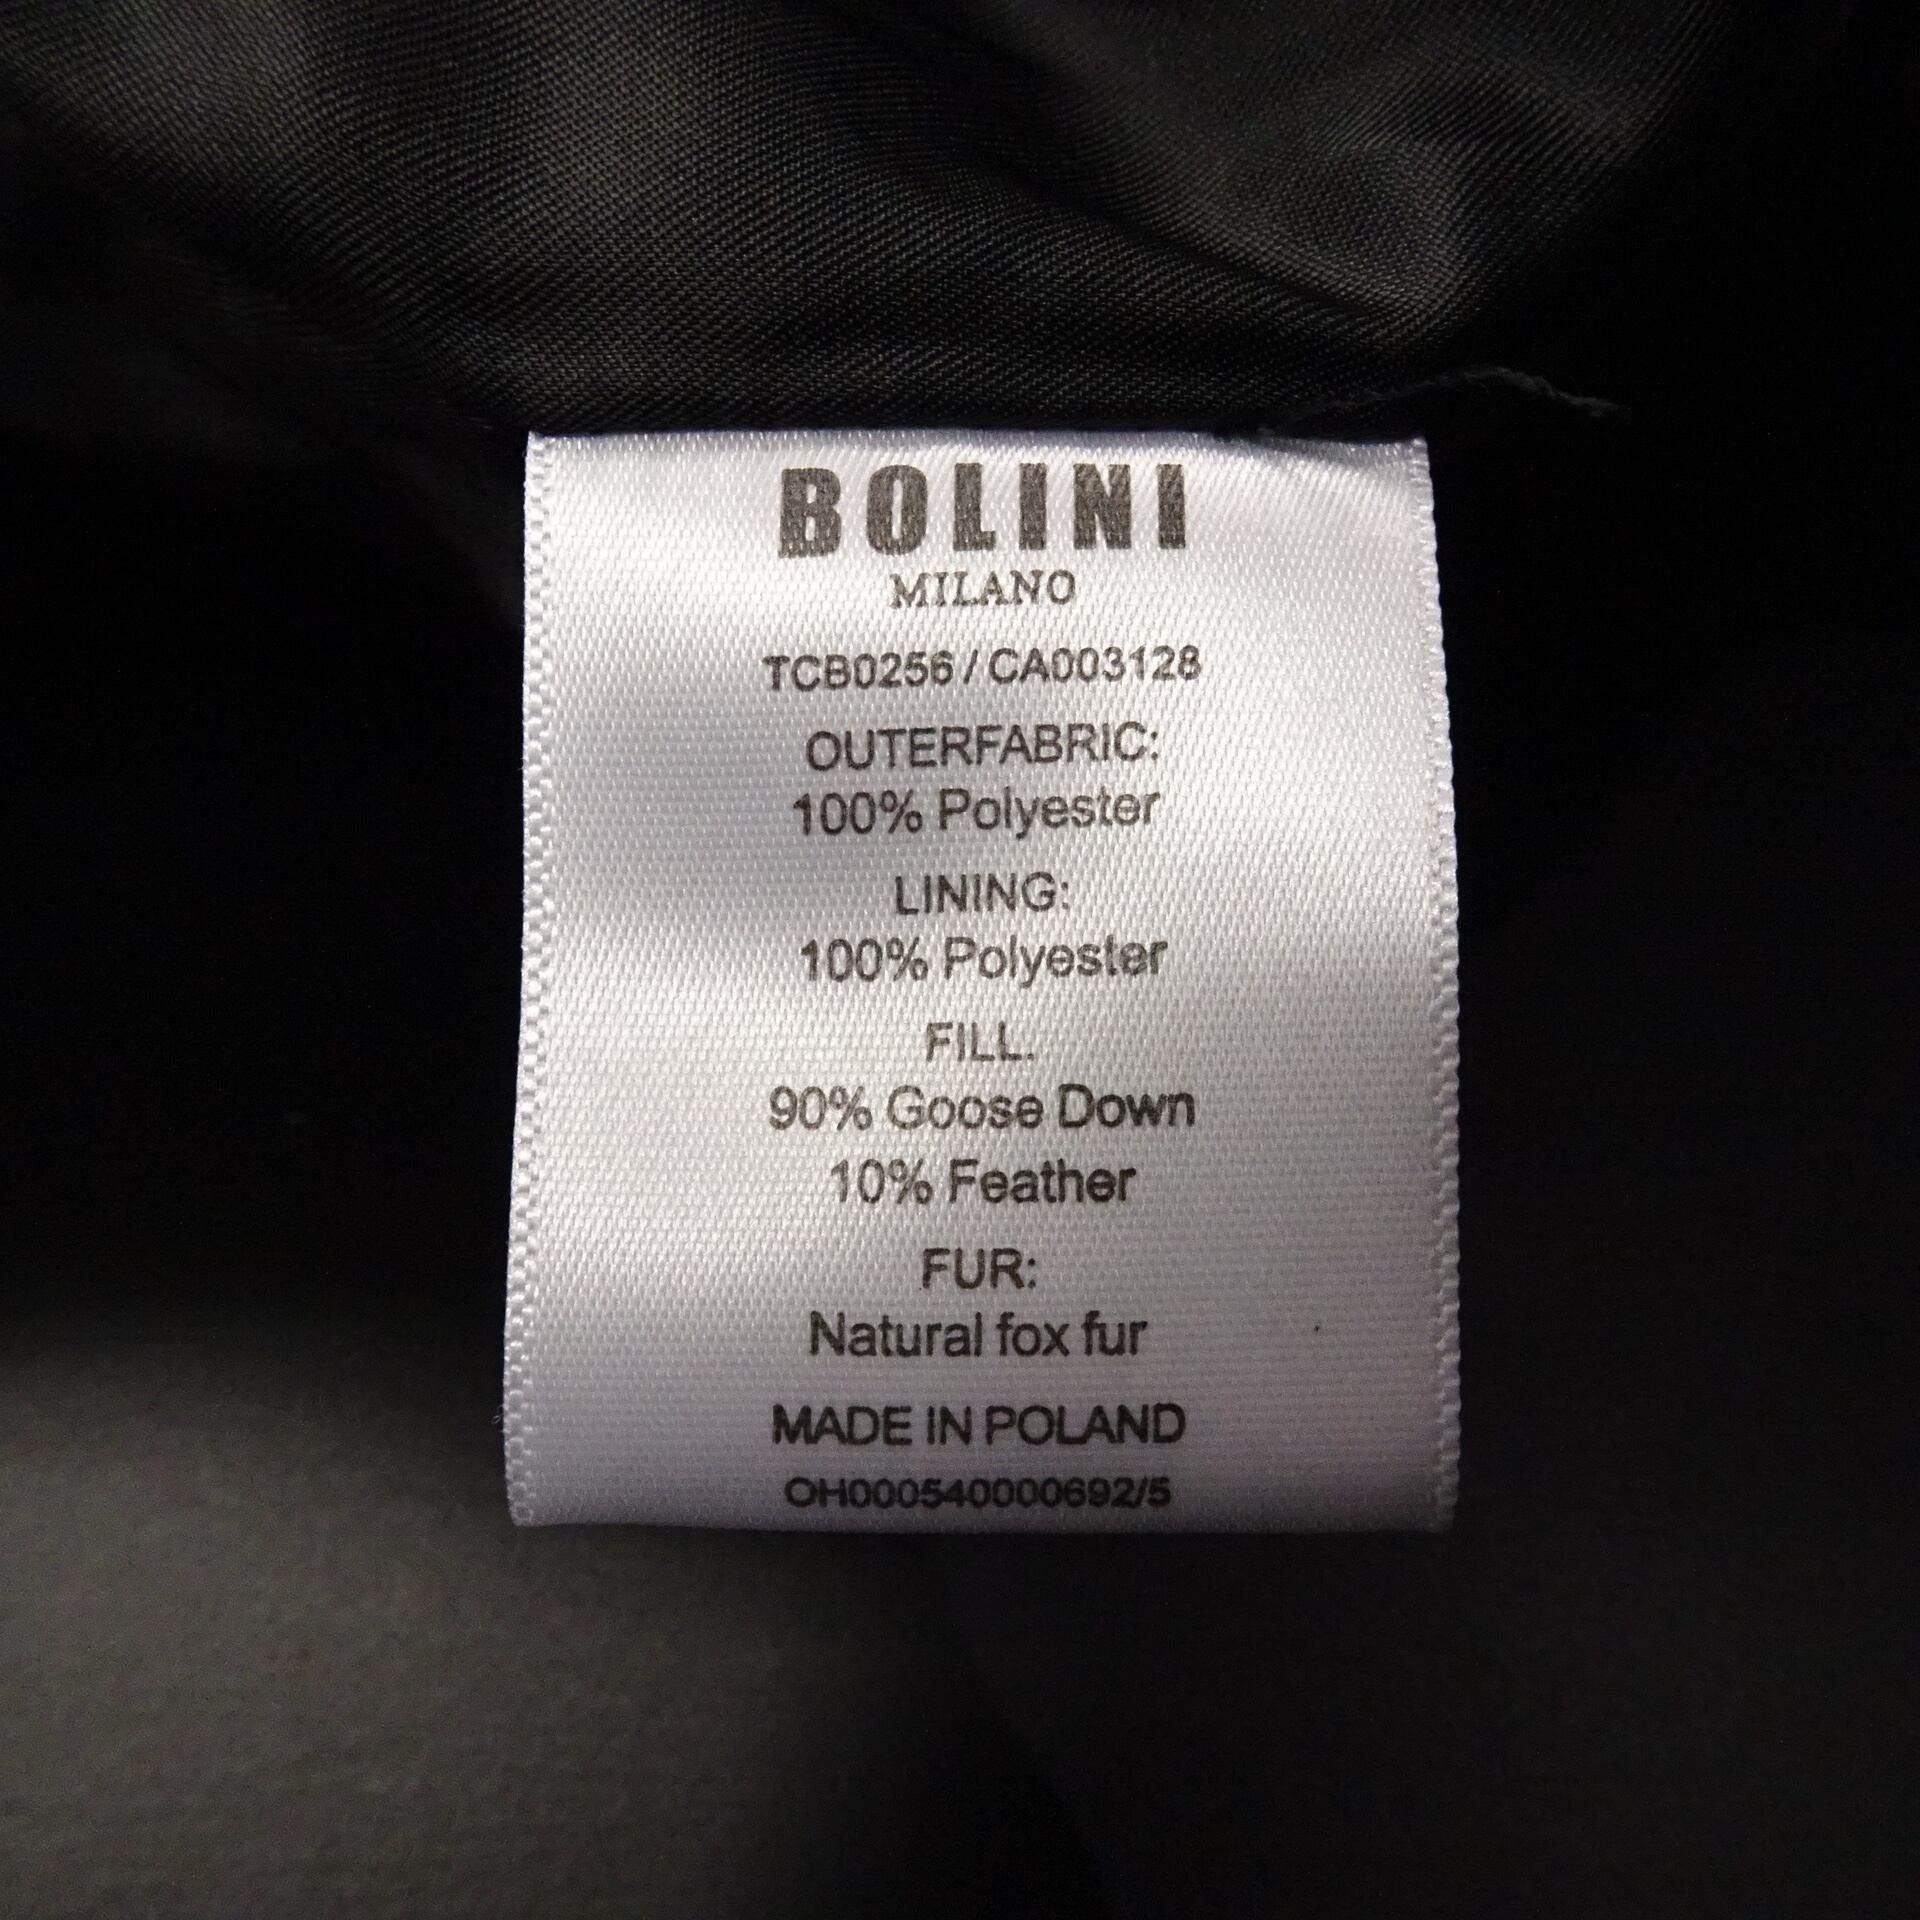 BOLINI
MILANO
TCB0256 / CA003128
OUTERFABRIC:
100% Polyester
LINING:
100% Polyester
FILL.
90% Goose Down
10% Feather
FUR:
Natural fox fur
MADE IN POLAND
OH000540000692/5